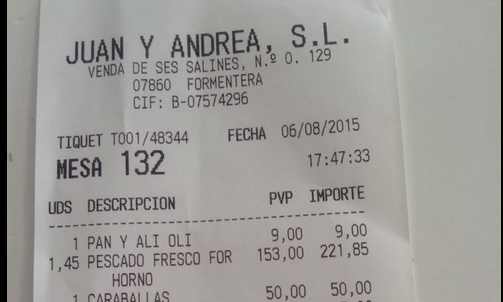 JUAN Y ANDREA, S.L.
VENDA DE SES SALINES, N.º O. 129
07860 FORMENTERA
CIF: B-07574296
TIQUET T001/48344 FECHA 06/08/2015
MESA 132 17:47:33
UDS DESCRIPCION PVP IMPORTE
1 PAN Y ALI OLI 9,00 9,00
1,45 PESCADO FRESCO FOR 153,00 221,85
HORNO
1 CARABALLAS 50,00 50,00